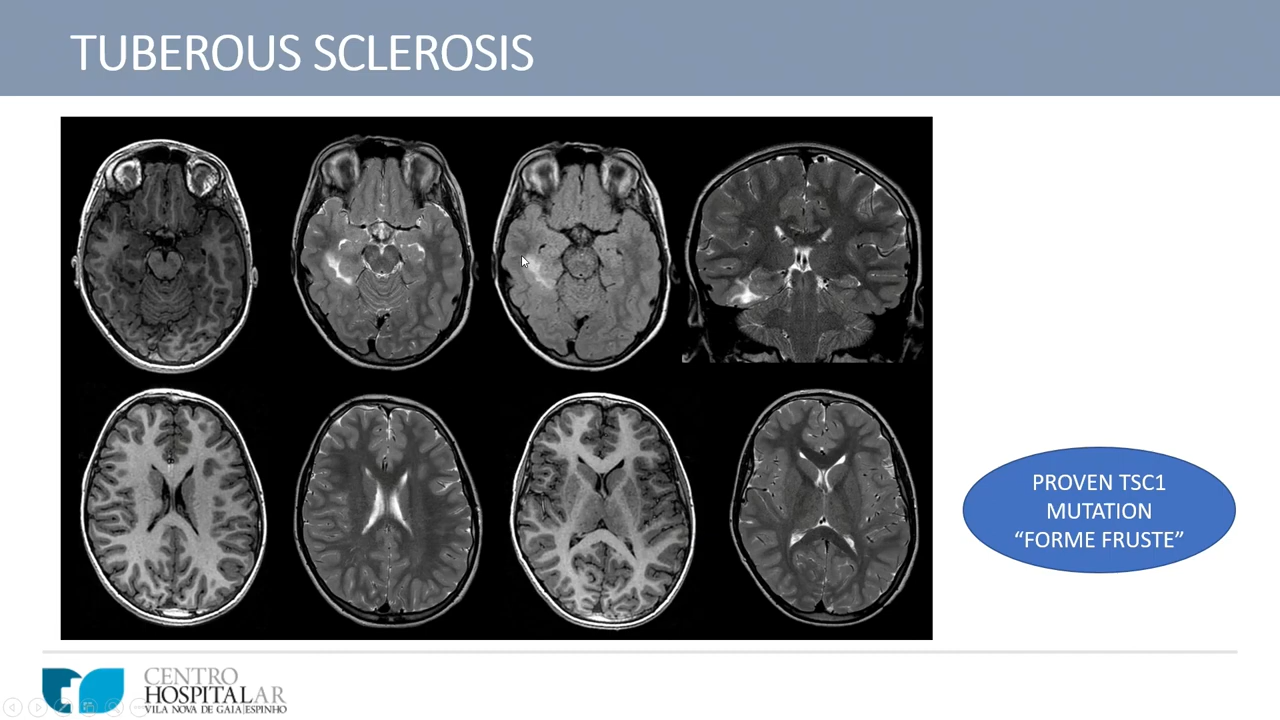 TUBEROUS SCLEROSIS
PROVEN TSC1
MUTATION
“FORME FRUSTE”
CENTRO
HOSPITALAR
VILA NOVA DE GAIA|ESPINHO